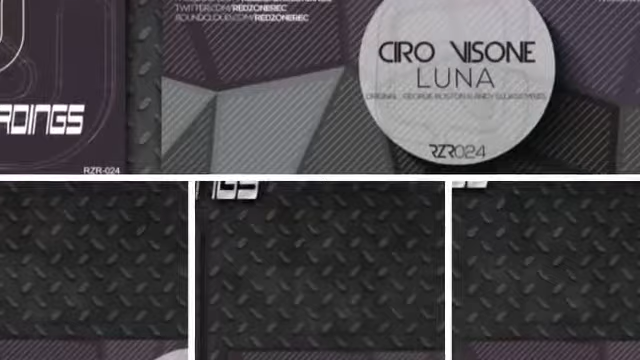 TWITTER.COM/REDZONEREC
SOUNDCLOUD.COM/REDZONEREC
CIRO VISONE
LUNA
RZR024
RDINGS
RZR-024